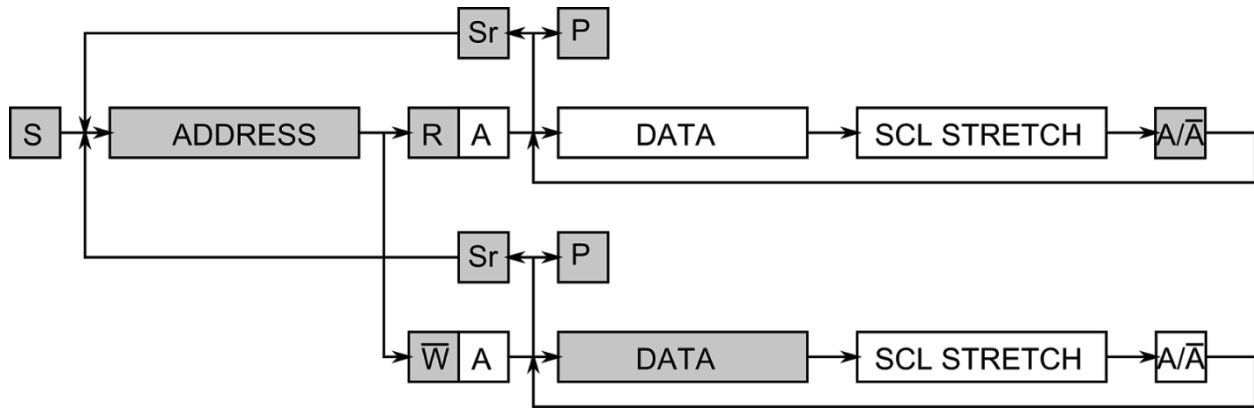 Sr P
S ADDRESS R A DATA SCL STRETCH A/A̅
Sr P
W̅ A DATA SCL STRETCH A/A̅